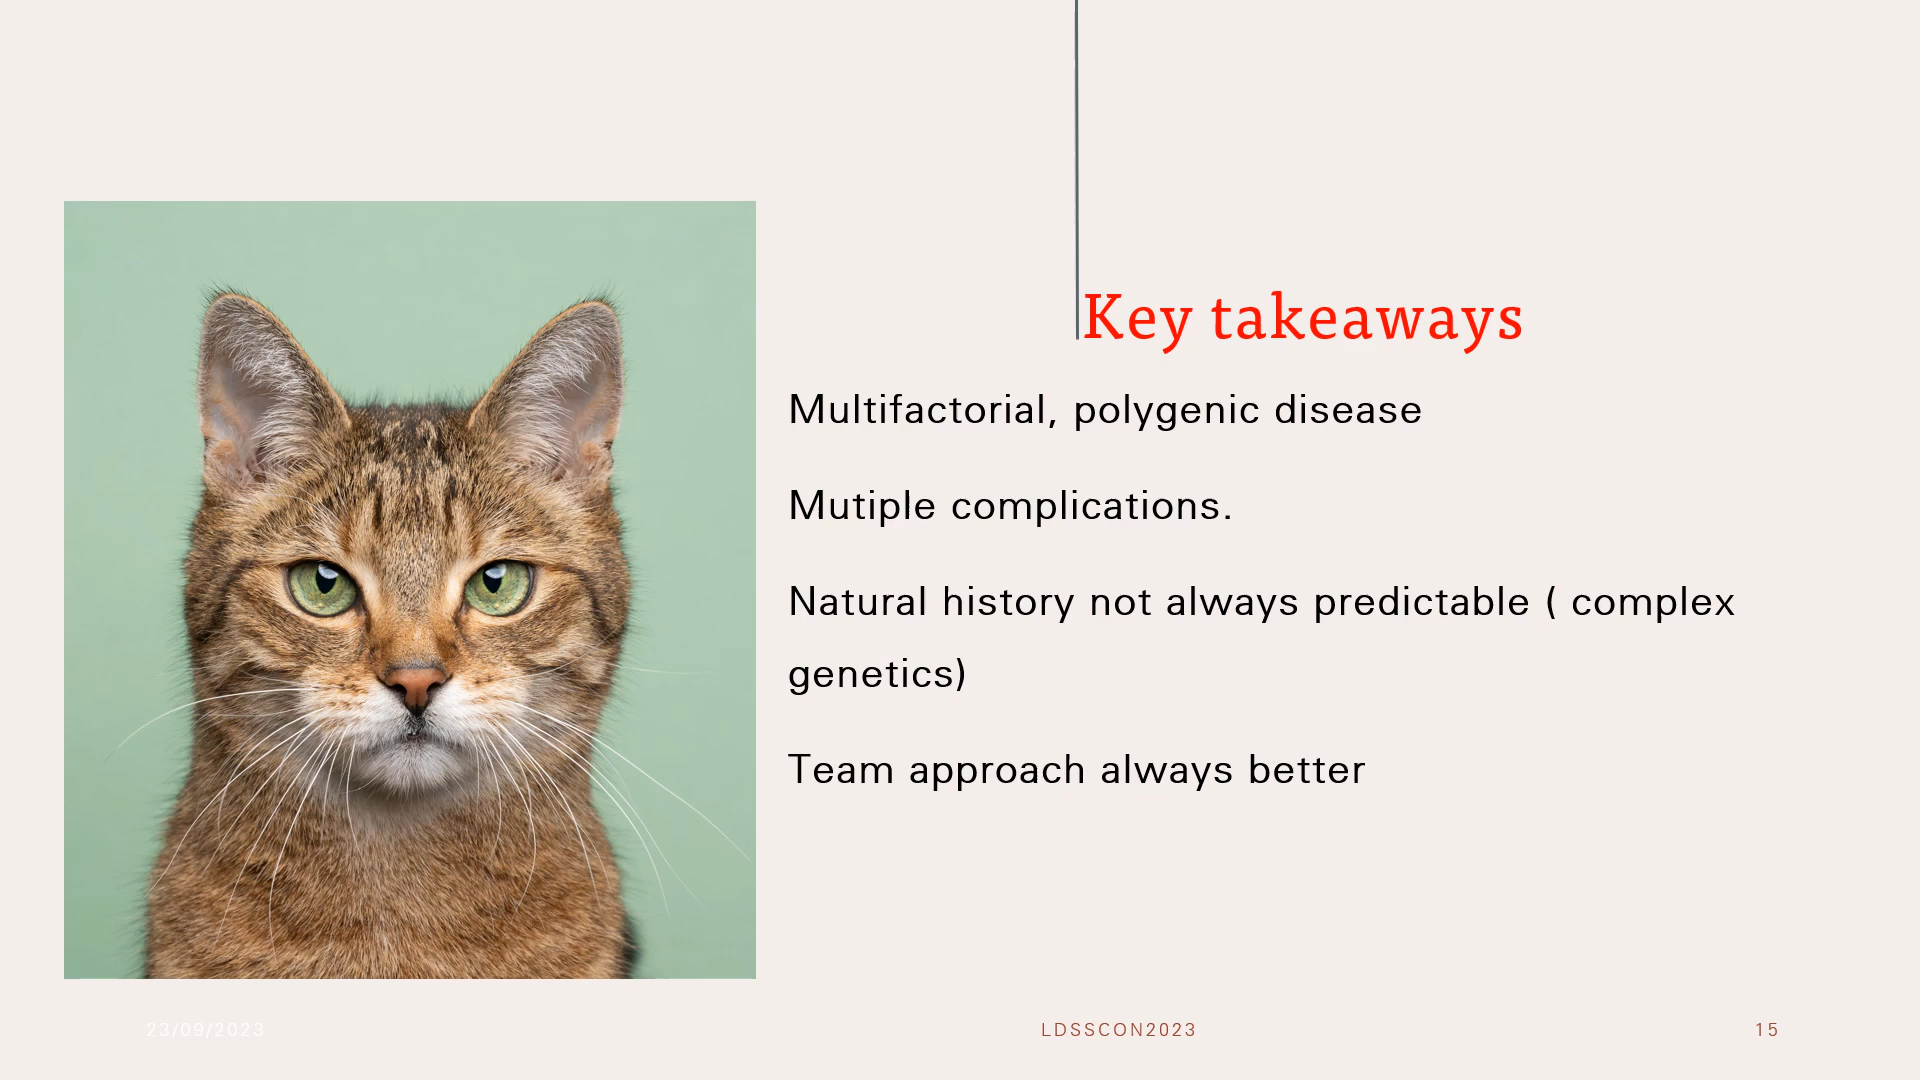 Key takeaways
Multifactorial, polygenic disease
Mutiple complications.
Natural history not always predictable ( complex
genetics)
Team approach always better
23/09/2023
LDSSCON2023
15